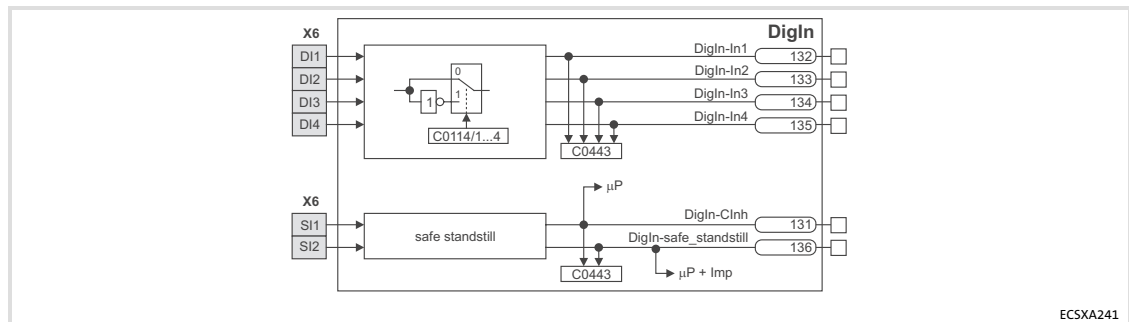 DigIn
X6
DI1
DI2
DI3
DI4
0
1
1
C0114/1...4
DigIn-In1
132
DigIn-In2
133
DigIn-In3
134
DigIn-In4
135
C0443
X6
SI1
SI2
safe standstill
µP
DigIn-CInh
131
DigIn-safe_standstill
136
C0443
µP + Imp
ECSXA241